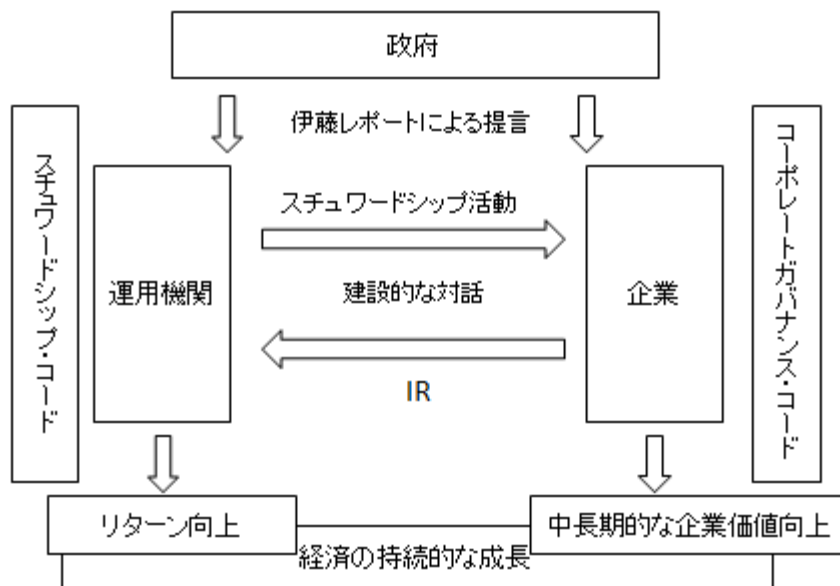 政府
伊藤レポートによる提言
スチュワードシップ・コード
運用機関
スチュワードシップ活動
建設的な対話
IR
企業
コーポレートガバナンス・コード
リターン向上
中長期的な企業価値向上
経済の持続的な成長